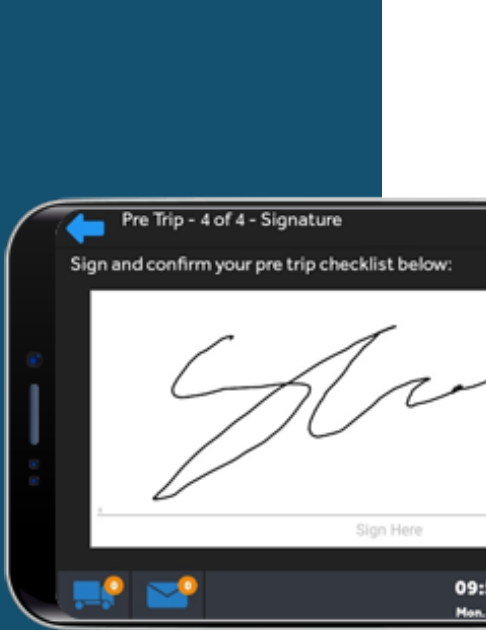 Pre Trip - 4 of 4 - Signature
Sign and confirm your pre trip checklist below:
Sign Here
0 0
09:
Mon.